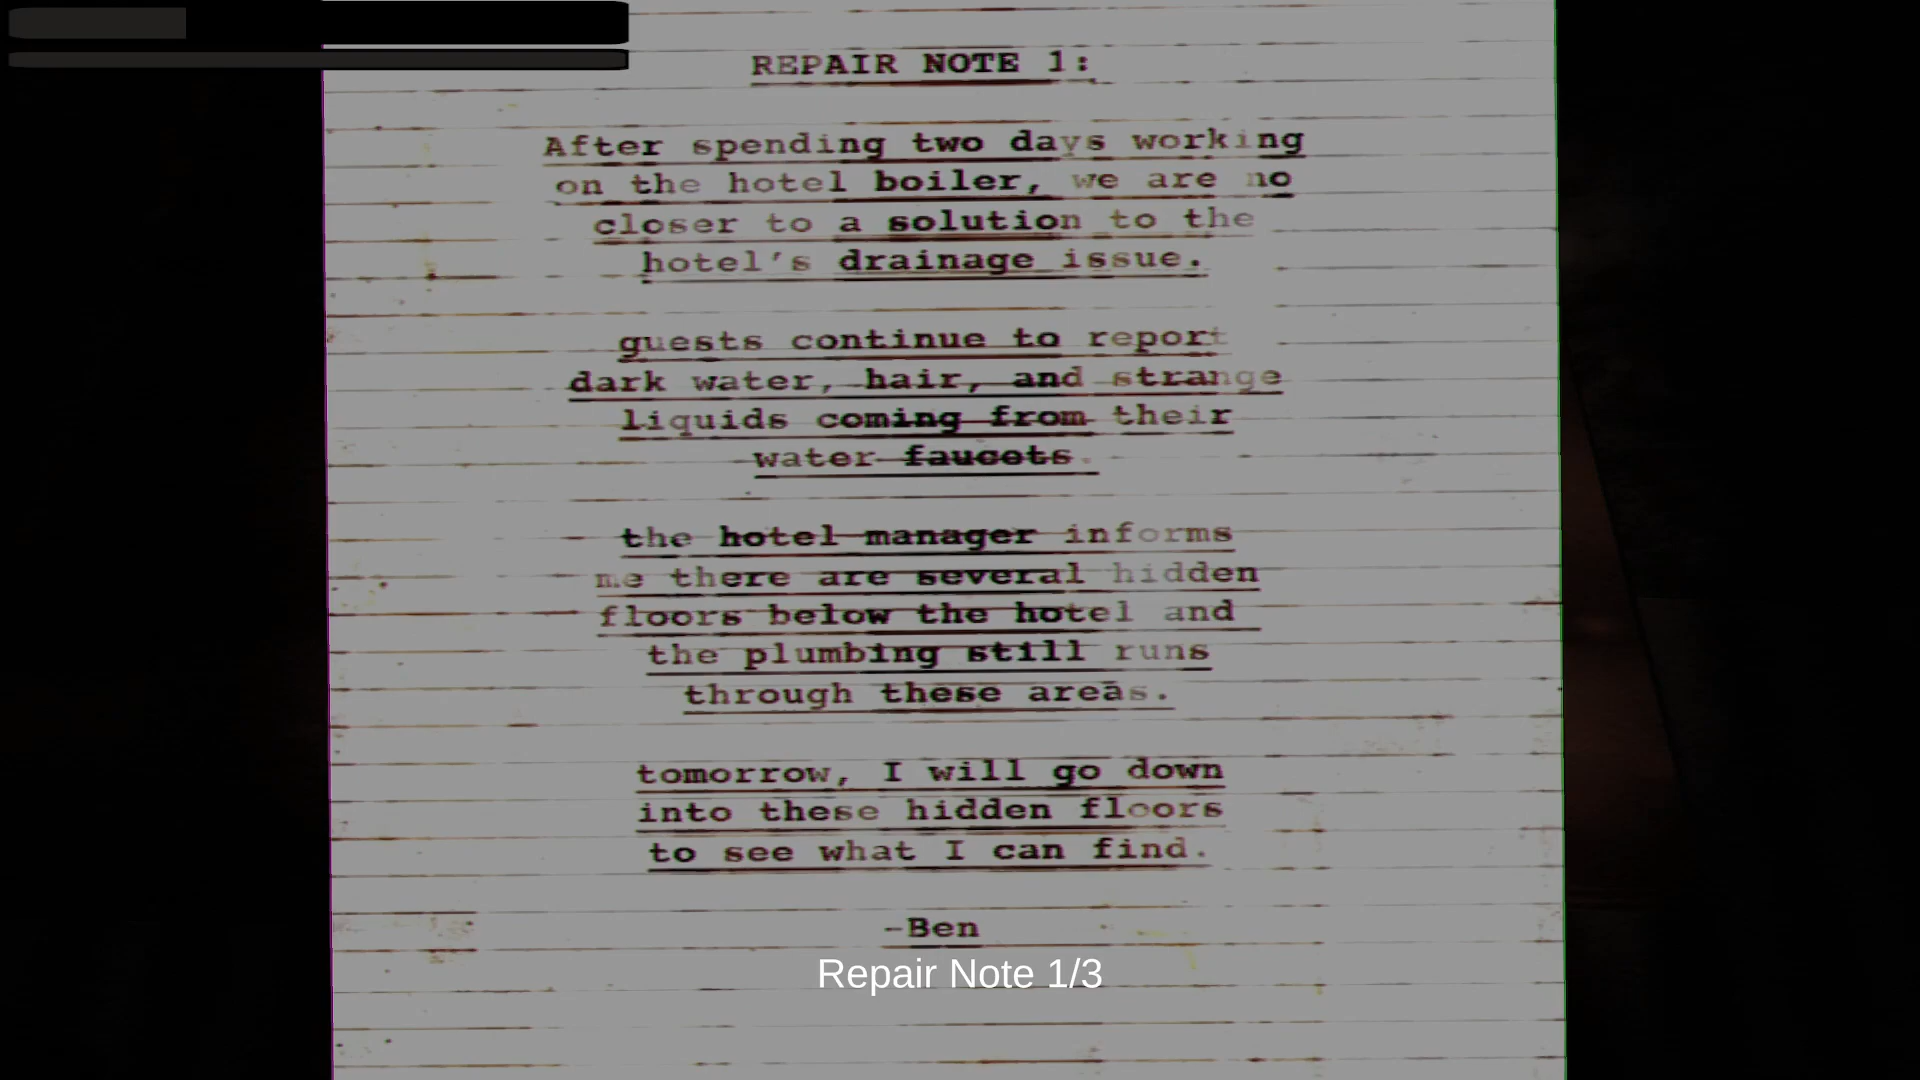 REPAIR NOTE 1:
After spending two days working
on the hotel boiler, we are no
closer to a solution to the
hotel's drainage issue.
guests continue to report
dark water, hair, and strange
liquids coming from their
water faucets.
the hotel manager informs
me there are several hidden
floors below the hotel and
the plumbing still runs
through these areas.
tomorrow, I will go down
into these hidden floors
to see what I can find.
-Ben
Repair Note 1/3